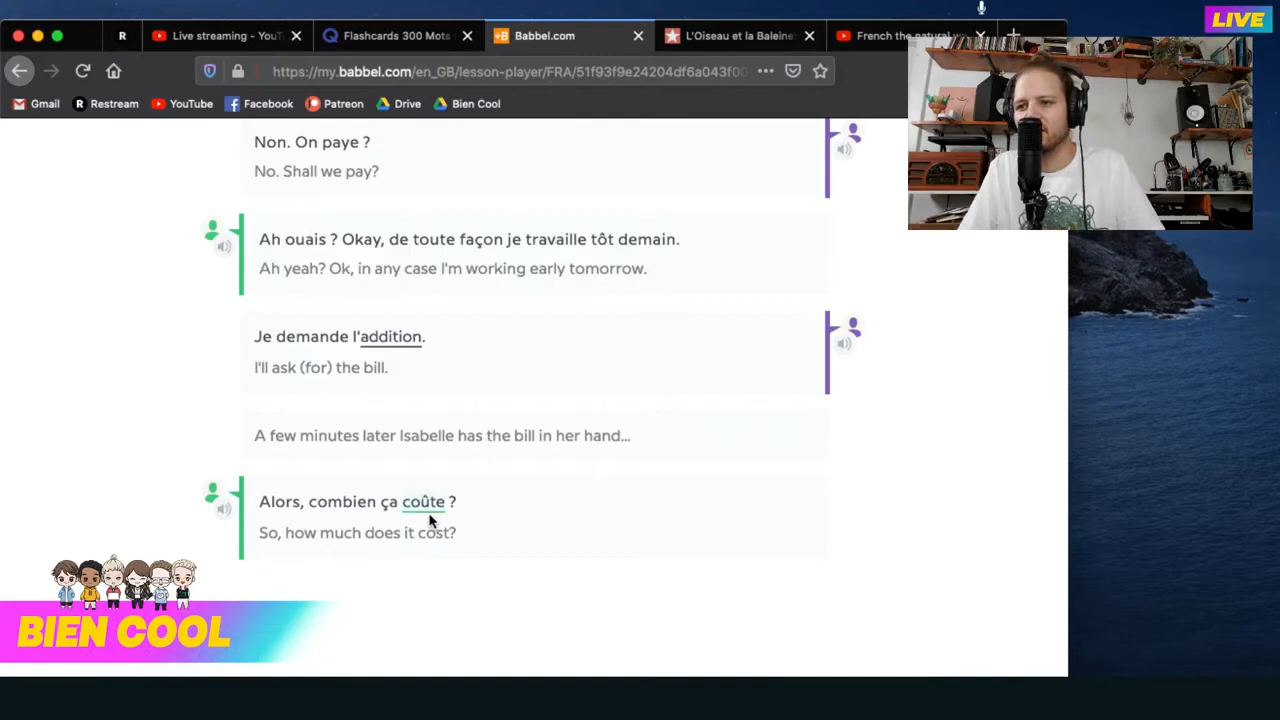 LIVE
R
Live streaming - YouT
Flashcards 300 Mots
Babbel.com
L'Oiseau et la Baleine
French the natural w
https://my.babbel.com/en_GB/lesson-player/FRA/51f93f9e24204df6a043f00
Gmail
R Restream
YouTube
Facebook
Patreon
Drive
Bien Cool
Non. On paye ?
No. Shall we pay?
Ah ouais ? Okay, de toute façon je travaille tôt demain.
Ah yeah? Ok, in any case I'm working early tomorrow.
Je demande l'addition.
I'll ask (for) the bill.
A few minutes later Isabelle has the bill in her hand...
Alors, combien ça coûte ?
So, how much does it cost?
BIEN COOL